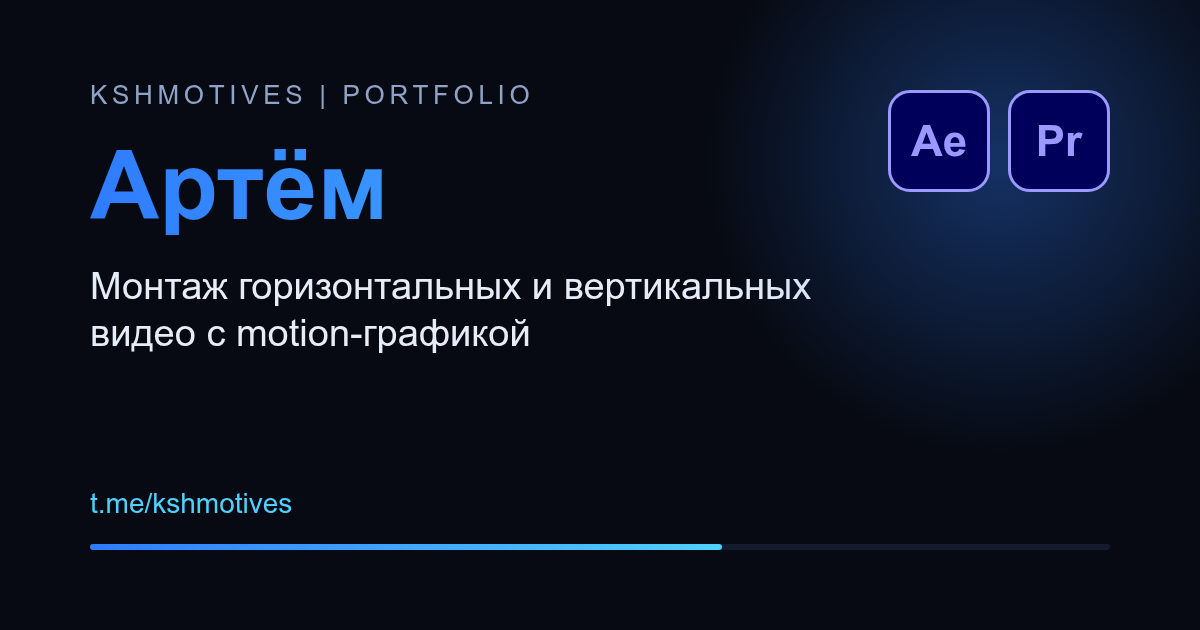 KSHMOTIVES | PORTFOLIO
Ae Pr
Артём
Монтаж горизонтальных и вертикальных
видео с motion-графикой
t.me/kshmotives